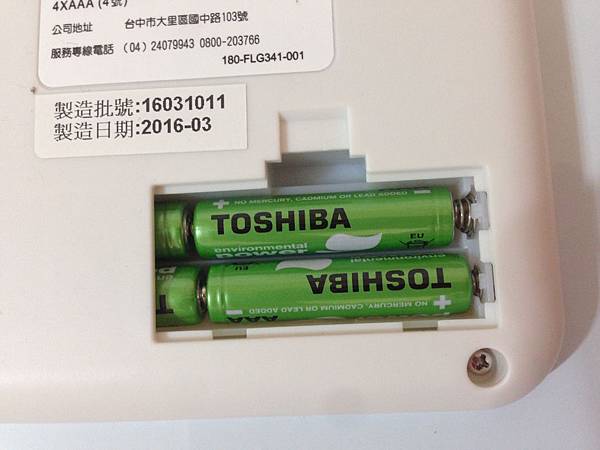 4XAAA (4號)
公司地址 台中市大里區國中路103號
服務專線電話 (04) 24079943 0800-203766
180-FLG341-001
製造批號:16031011
製造日期:2016-03
+ NO MERCURY, CADMIUM OR LEAD ADDED
TOSHIBA
EU
environmental
power
environmental
EU
TOSHIBA
+ NO MERCURY, CADMIUM OR LEAD ADDED
AAA